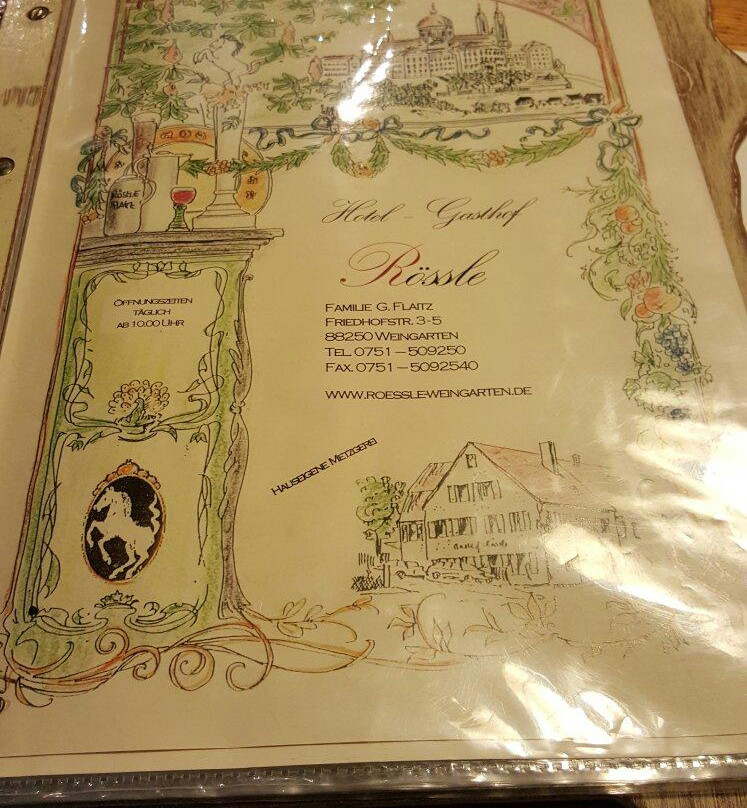 Hotel - Gasthof
Rössle
FAMILIE G. FLAITZ
FRIEDHOFSTR. 3-5
88250 WEINGARTEN
TEL. 0751 – 509250
FAX. 0751 – 5092540
WWW.ROESSLE-WEINGARTEN.DE
RÖSSLE
ÖFFNUNGSZEITEN
TÄGLICH
AB 10.00 UHR
HAUSEIGENE METZGEREI